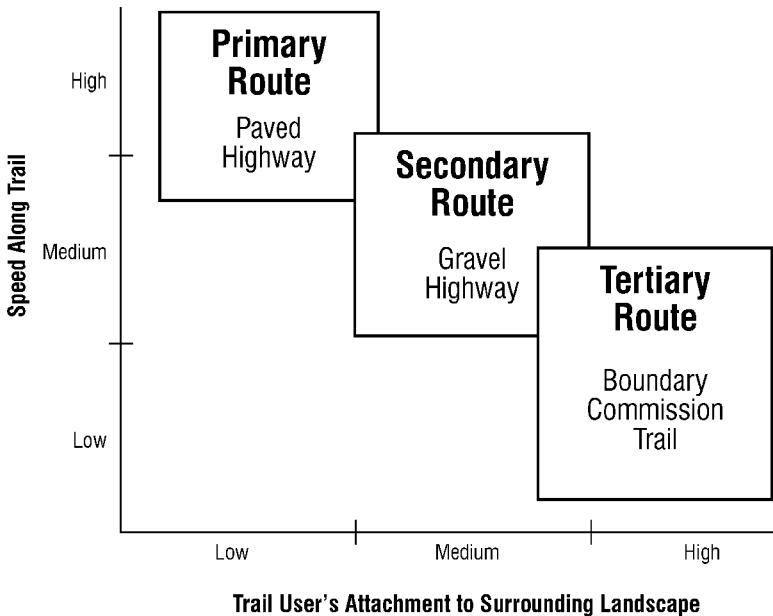 Primary
Route
Paved
Highway
Secondary
Route
Gravel
Highway
Tertiary
Route
Boundary
Commission
Trail
High
Medium
Low
Speed Along Trail
Low
Medium
High
Trail User's Attachment to Surrounding Landscape